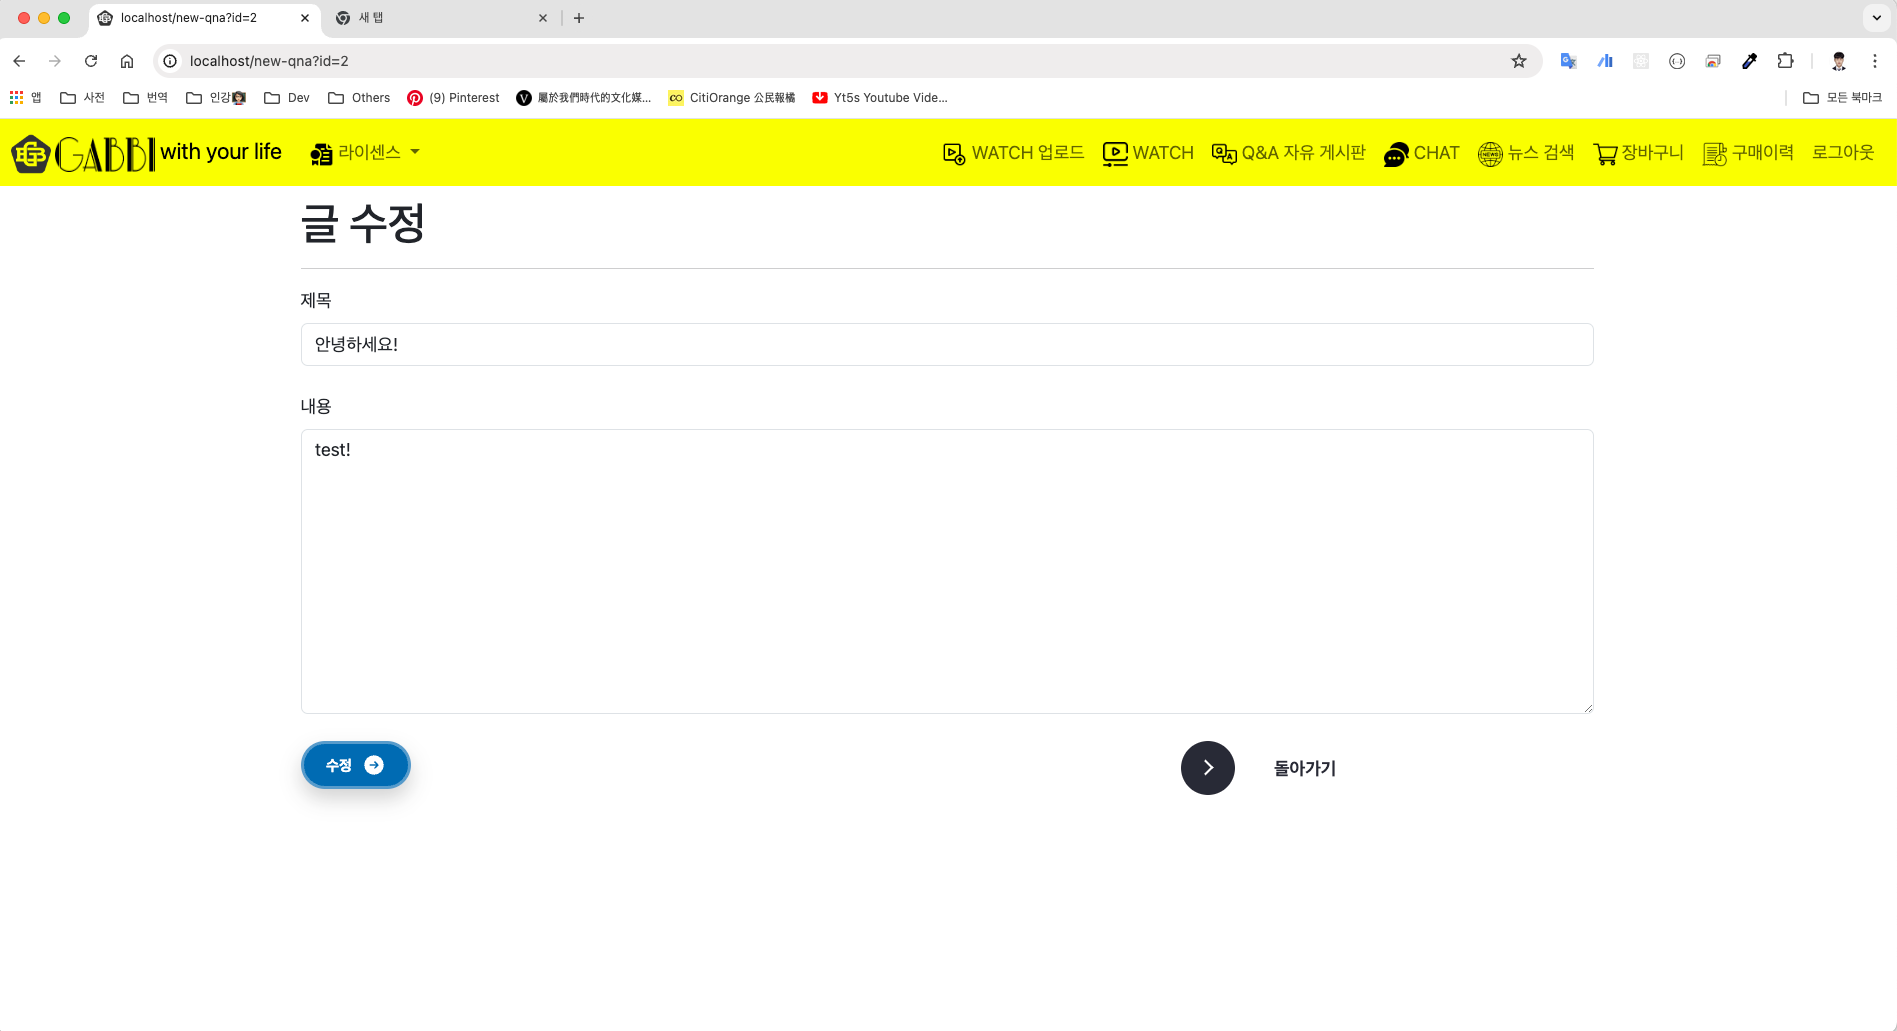 localhost/new-qna?id=2
새 탭
localhost/new-qna?id=2
앱 사전 번역 인강 Dev Others (9) Pinterest 屬於我們時代的文化媒... CitiOrange 公民報橘 Yt5s Youtube Vide... 모든 북마크
GABBI with your life 라이센스 WATCH 업로드 WATCH Q&A 자유 게시판 CHAT NEWS 뉴스 검색 장바구니 구매이력 로그아웃
글 수정
제목
안녕하세요!
내용
test!
수정 돌아가기